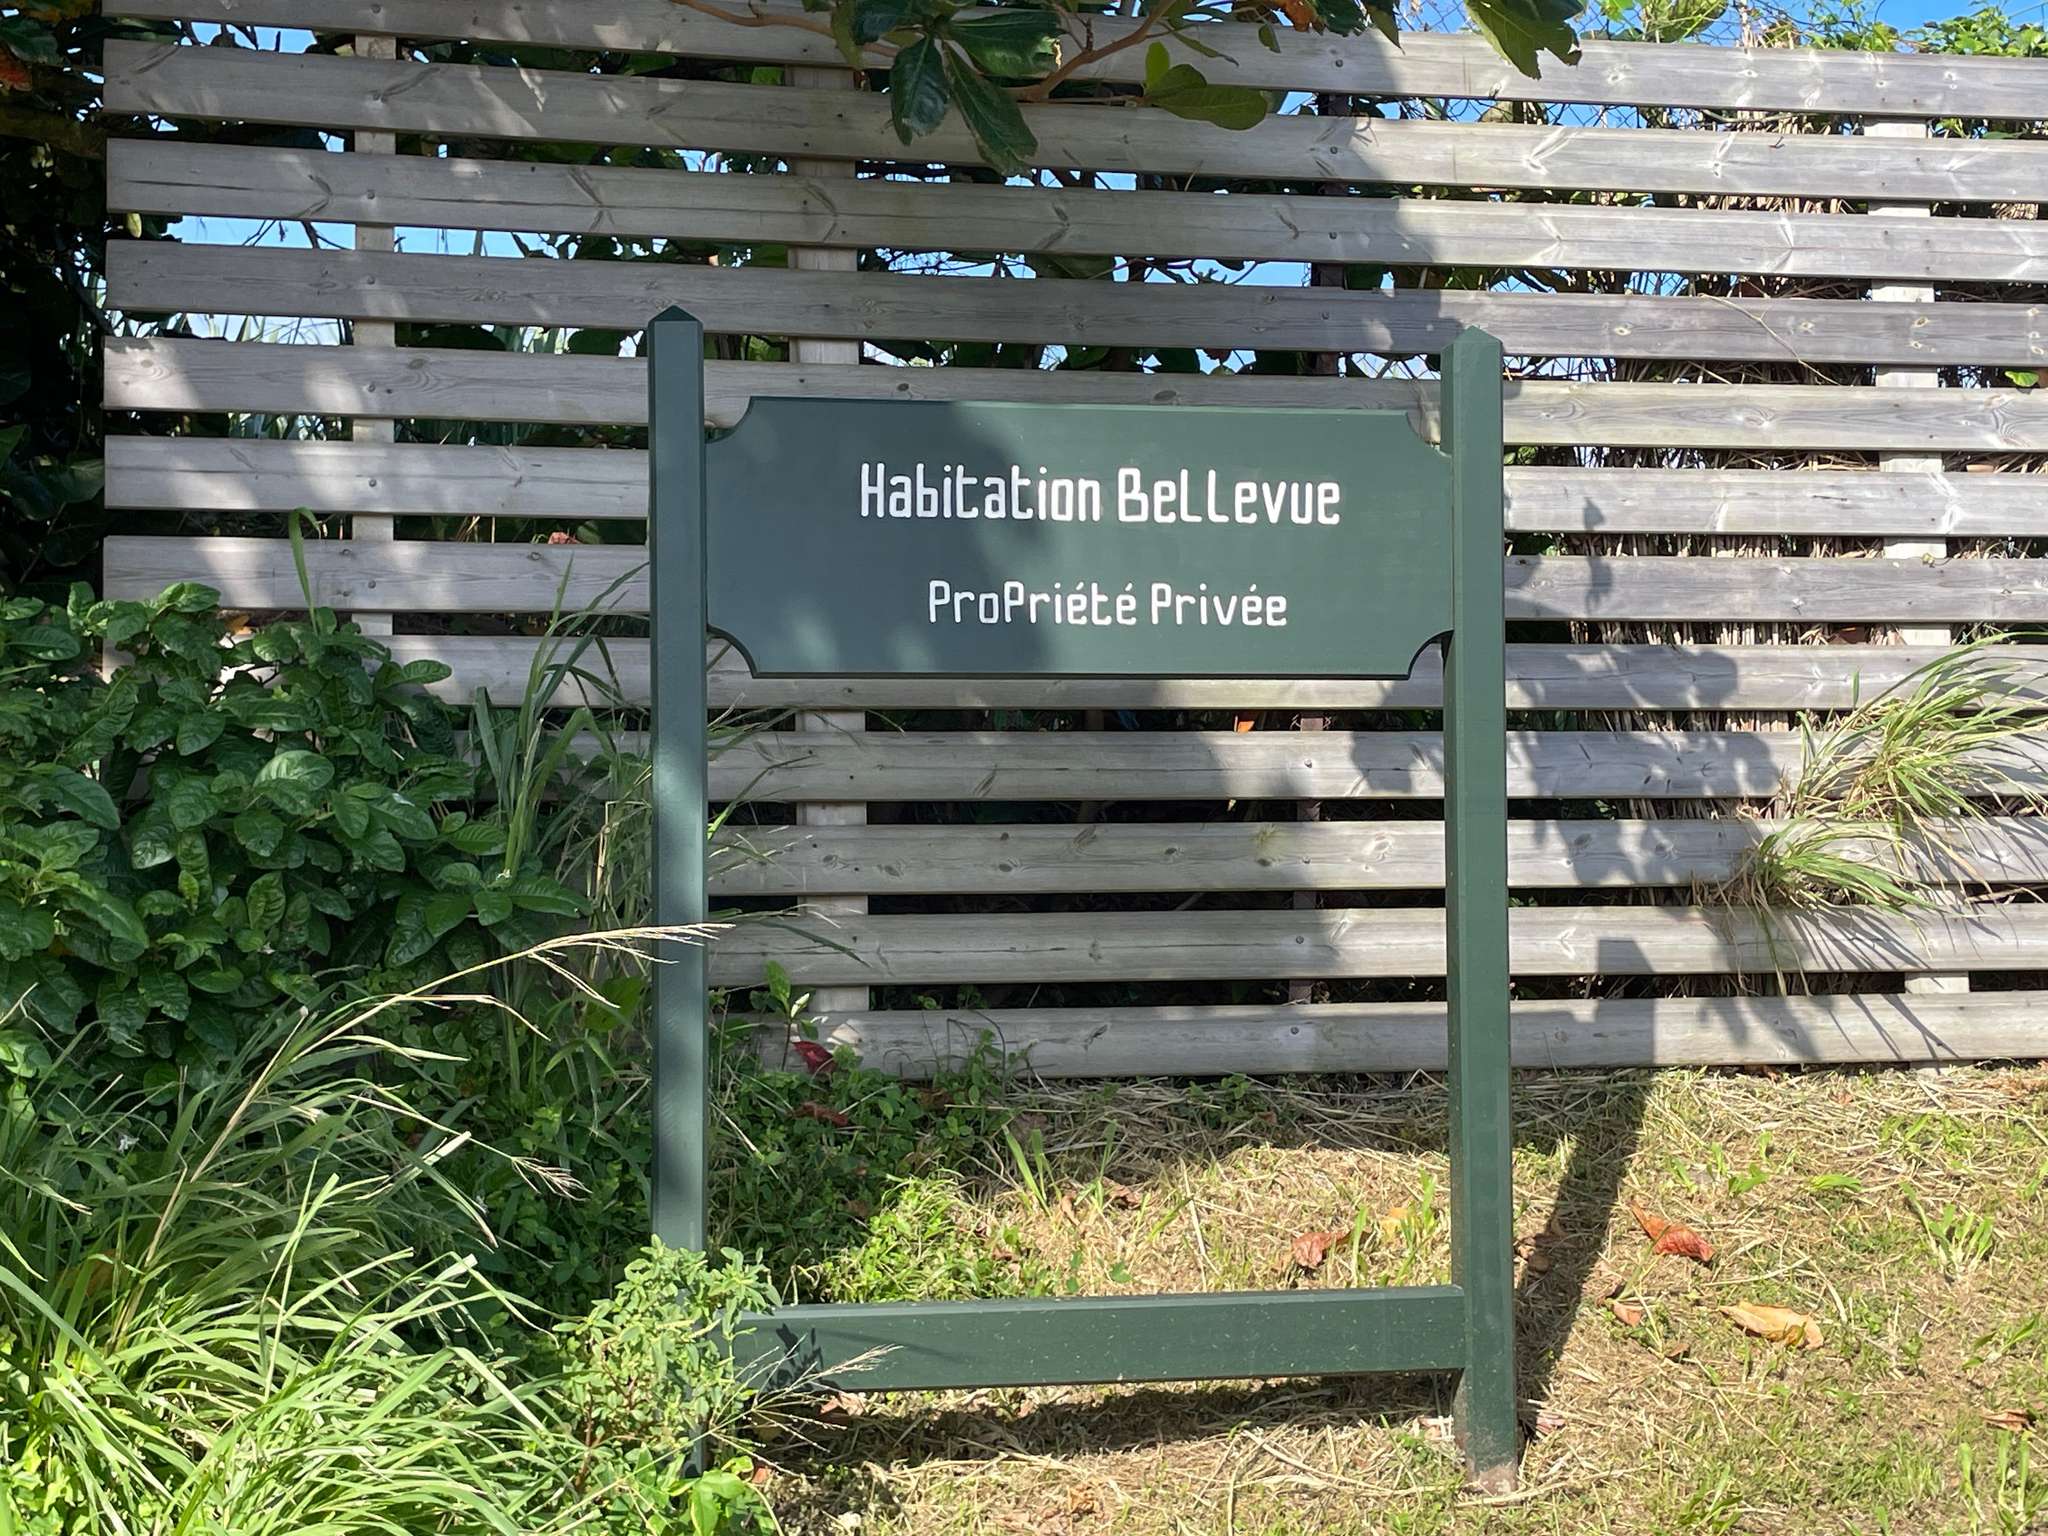 Habitation Bellevue
Propriété Privée